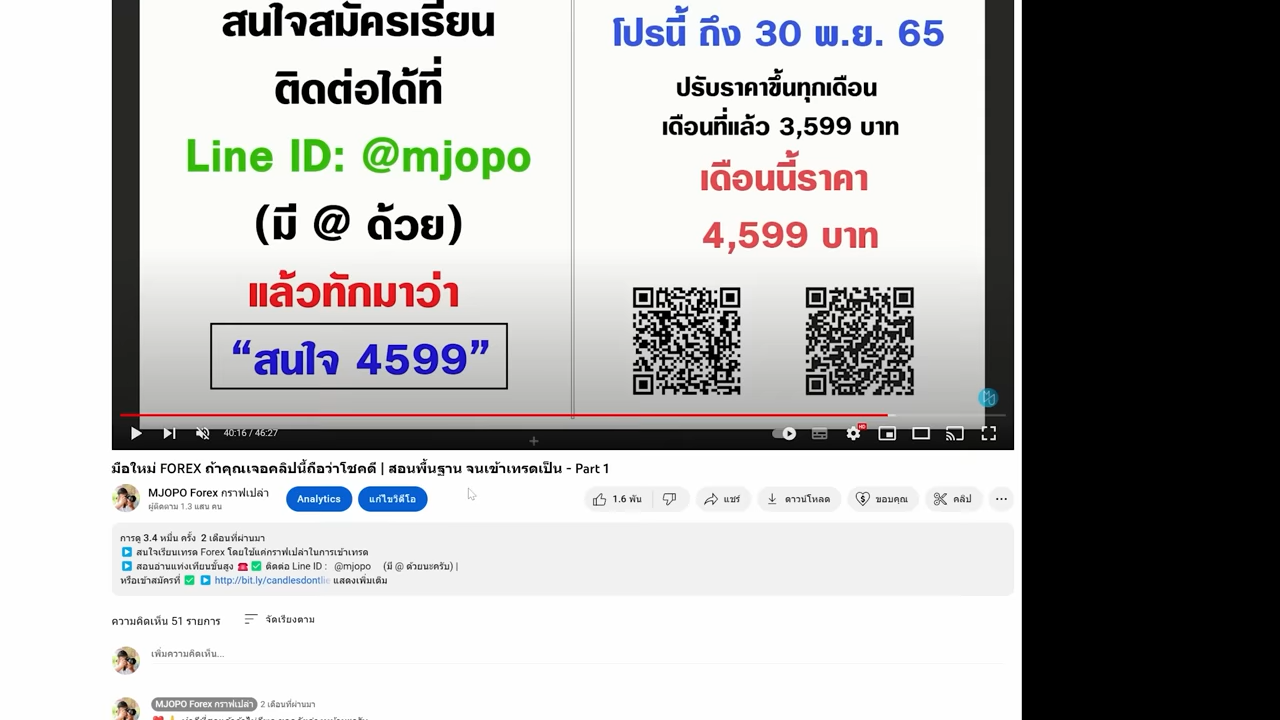 สนใจสมัครเรียน
ติดต่อได้ที่
Line ID: @mjopo
(มี @ ด้วย)
แล้วทักมาว่า
“สนใจ 4599”
โปรนี้ ถึง 30 พ.ย. 65
ปรับราคาขึ้นทุกเดือน
เดือนที่แล้ว 3,599 บาท
เดือนนี้ราคา
4,599 บาท
40:16 / 46:27
มือใหม่ FOREX ถ้าคุณเจอคลิปนี้ถือว่าโชคดี | สอนพื้นฐาน จนเข้าเทรดเป็น - Part 1
MJOPO Forex กราฟเปล่า
ผู้ติดตาม 1.3 แสน คน
Analytics
แก้ไขวิดีโอ
1.6 พัน
แชร์
ดาวน์โหลด
ขอบคุณ
คลิป
การดู 3.4 หมื่น ครั้ง 2 เดือนที่ผ่านมา
สนใจเรียนเทรด Forex โดยใช้แค่กราฟเปล่าในการเข้าเทรด
สอนอ่านแท่งเทียนขั้นสูง ☎️ ✅ ติดต่อ Line ID : @mjopo (มี @ ด้วยนะครับ) |
หรือเข้าสมัครที่ ✅ ▶️ http://bit.ly/candlesdontlie แสดงเพิ่มเติม
ความคิดเห็น 51 รายการ
จัดเรียงตาม
เพิ่มความคิดเห็น...
MJOPO Forex กราฟเปล่า 2 เดือนที่ผ่านมา